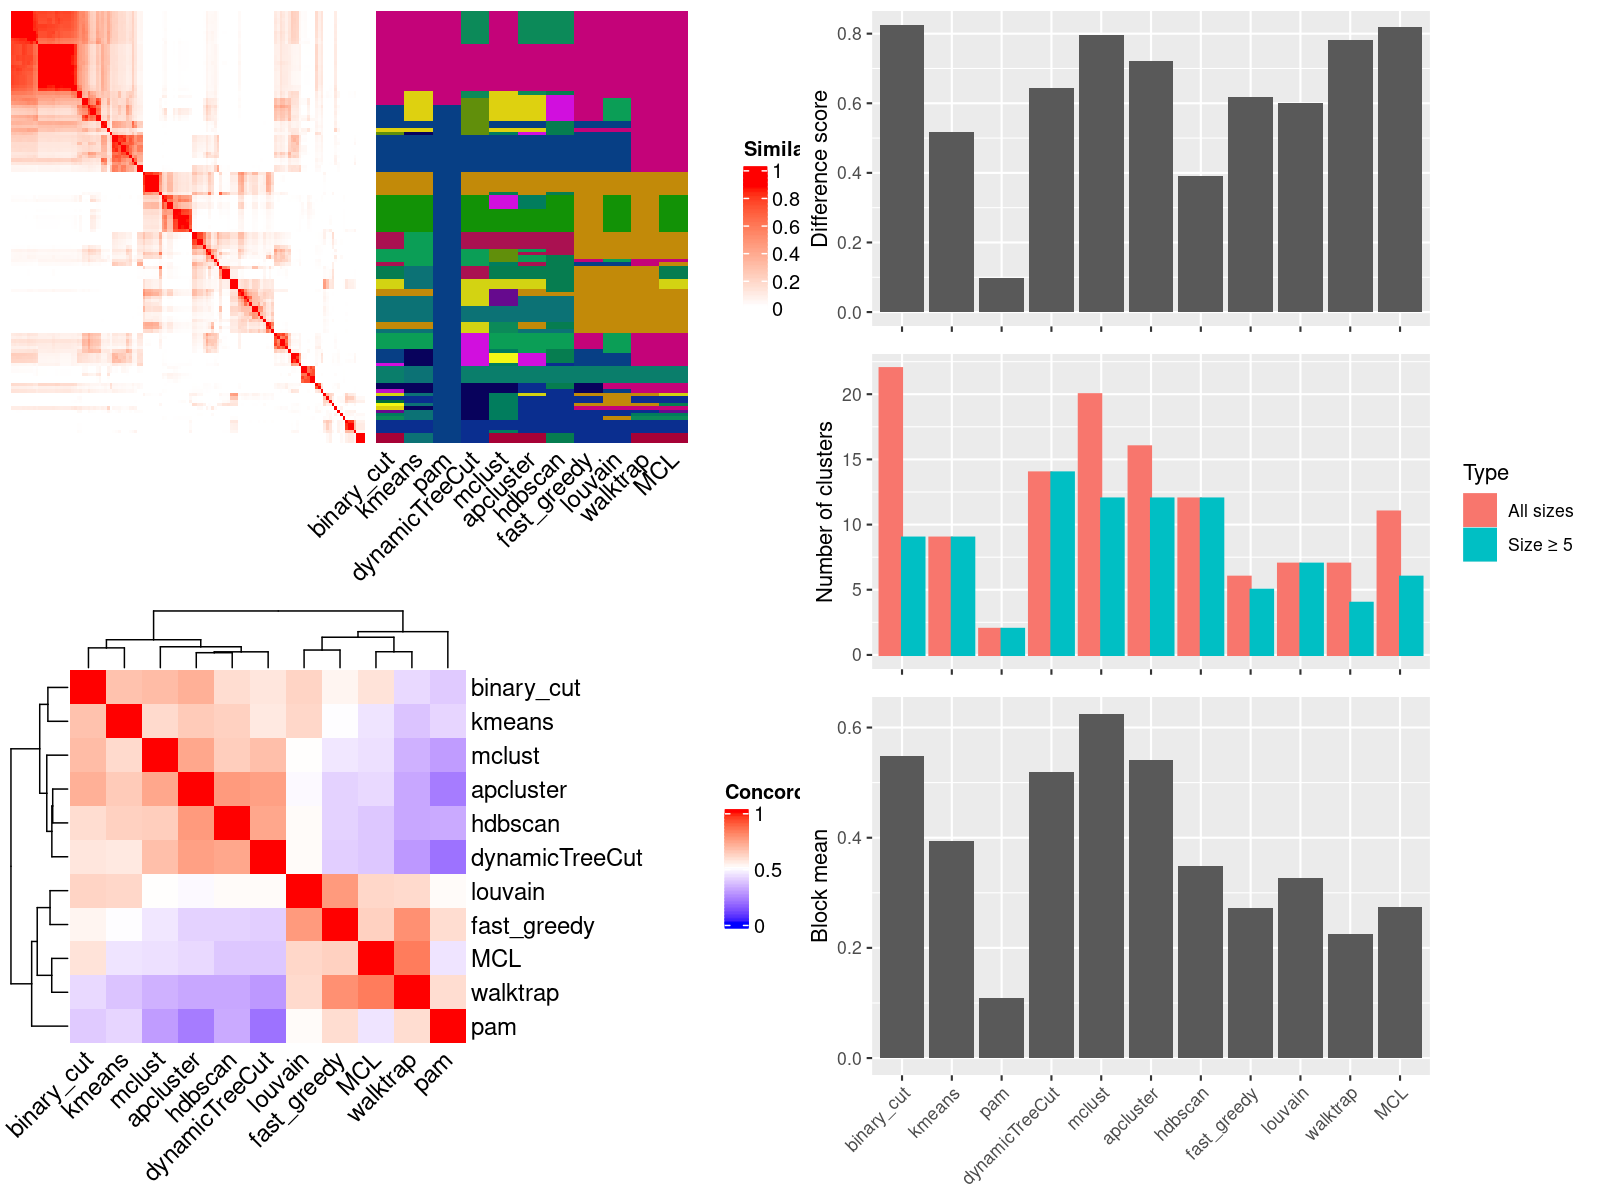 Simila
1
0.8
0.6
0.4
0.2
0
binary_cut
kmeans
pam
dynamicTreeCut
mclust
apcluster
hdbscan
fast_greedy
louvain
walktrap
MCL
Difference score
0.8
0.6
0.4
0.2
0.0
Number of clusters
20
15
10
5
0
Type
All sizes
Size ≥ 5
binary_cut
kmeans
mclust
apcluster
hdbscan
dynamicTreeCut
louvain
fast_greedy
MCL
walktrap
pam
Concord
1
0.5
0
binary_cut
kmeans
mclust
apcluster
hdbscan
dynamicTreeCut
louvain
fast_greedy
MCL
walktrap
pam
Block mean
0.6
0.4
0.2
0.0
binary_cut
kmeans
pam
dynamicTreeCut
mclust
apcluster
hdbscan
fast_greedy
louvain
walktrap
MCL